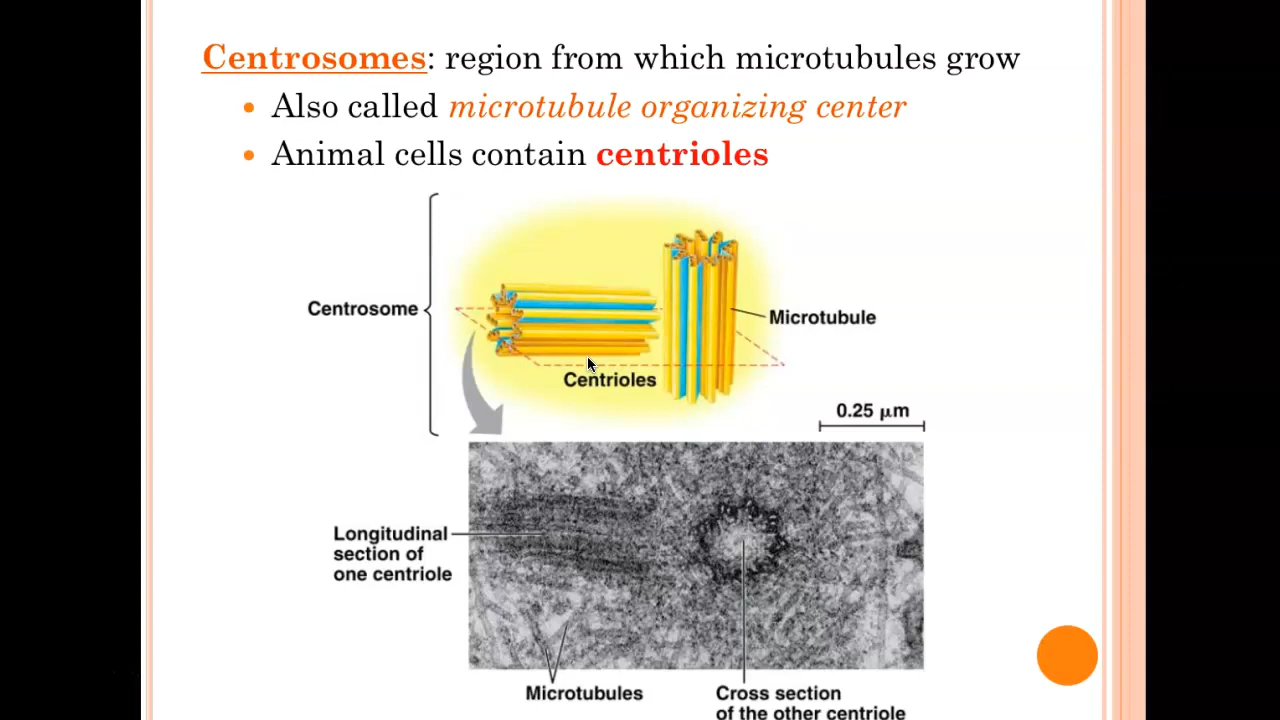 Centrosomes: region from which microtubules grow
• Also called microtubule organizing center
• Animal cells contain centrioles
Centrosome
Microtubule
Centrioles
0.25 μm
Longitudinal
section of
one centriole
Microtubules
Cross section
of the other centriole